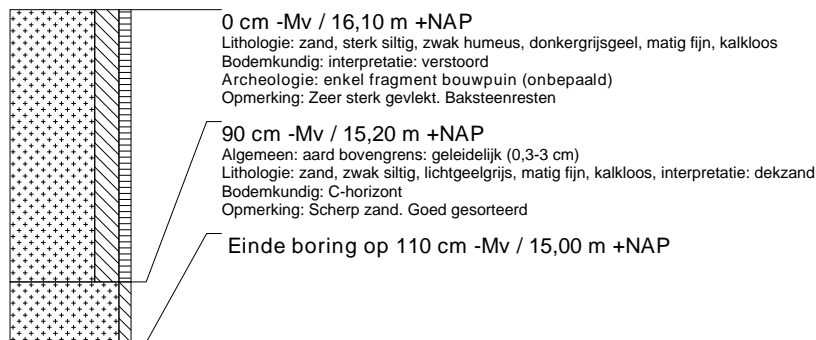 0 cm -Mv / 16,10 m +NAP
Lithologie: zand, sterk siltig, zwak humeus, donkergrijsgeel, matig fijn, kalkloos
Bodemkundig: interpretatie: verstoord
Archeologie: enkel fragment bouwpuin (onbepaald)
Opmerking: Zeer sterk gevlekt. Baksteenresten
90 cm -Mv / 15,20 m +NAP
Algemeen: aard bovengrens: geleidelijk (0,3-3 cm)
Lithologie: zand, zwak siltig, lichtgeelgrijs, matig fijn, kalkloos, interpretatie: dekzand
Bodemkundig: C-horizont
Opmerking: Scherp zand. Goed gesorteerd
Einde boring op 110 cm -Mv / 15,00 m +NAP